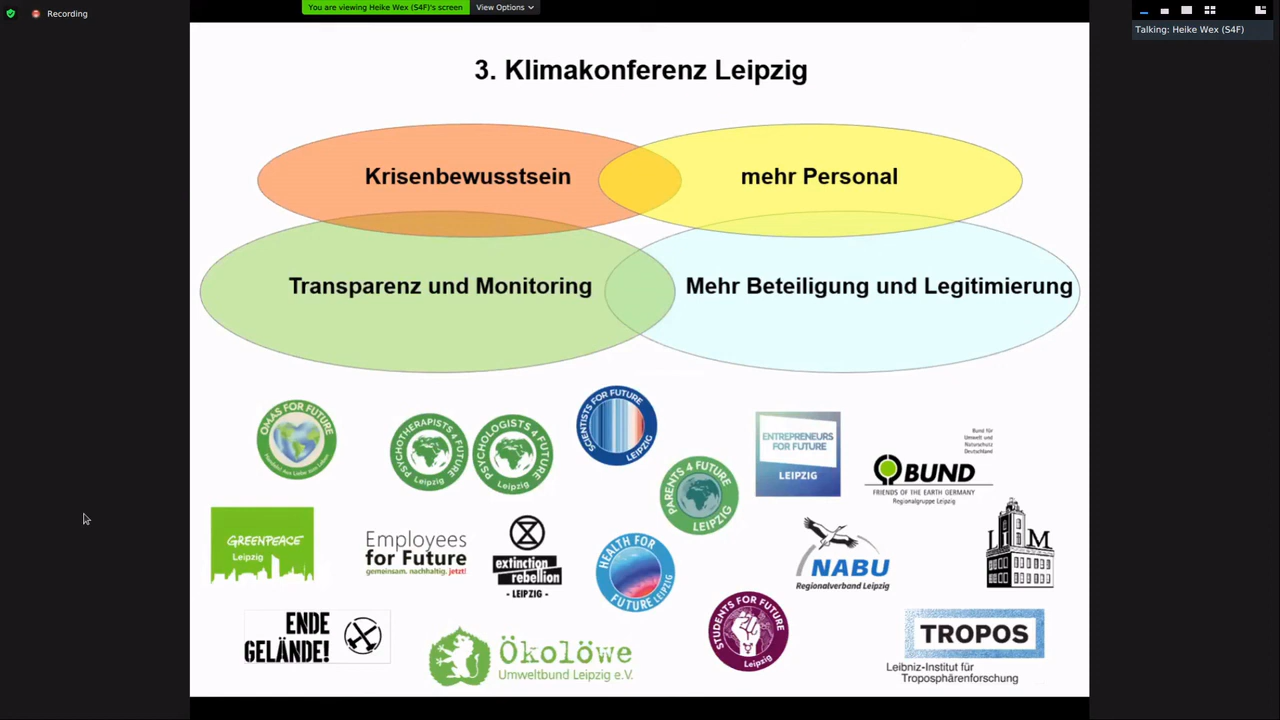 Recording
You are viewing Heike Wex (S4F)'s screen
View Options
Talking: Heike Wex (S4F)
3. Klimakonferenz Leipzig
Krisenbewusstsein
mehr Personal
Transparenz und Monitoring
Mehr Beteiligung und Legitimierung
OMAS FOR FUTURE
PSYCHOTHERAPISTS 4 FUTURE
Leipzig
PSYCHOLOGISTS 4 FUTURE
Leipzig
SCIENTISTS FOR FUTURE
LEIPZIG
PARENTS 4 FUTURE
LEIPZIG
ENTREPRENEURS
FOR FUTURE
LEIPZIG
Bund für
Umwelt und
Naturschutz
Deutschland
BUND
FRIENDS OF THE EARTH GERMANY
Regionalgruppe Leipzig
GREENPEACE
Leipzig
Employees
for Future
gemeinsam. nachhaltig. jetzt!
extinction
rebellion
- LEIPZIG -
HEALTH FOR
FUTURE LEIPZIG
NABU
Regionalverband Leipzig
ENDE
GELÄNDE!
Ökolöwe
Umweltbund Leipzig e.V.
STUDENTS FOR FUTURE
Leipzig
TROPOS
Leibniz-Institut für
Troposphärenforschung